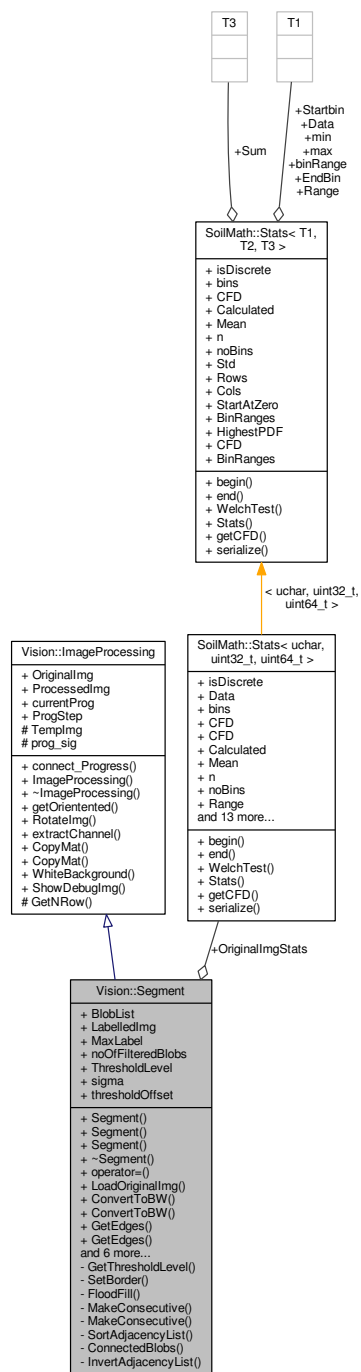 T3
T1
+Startbin
+Data
+min
+max
+binRange
+EndBin
+Range
+Sum
SoilMath::Stats< T1,
T2, T3 >
+ isDiscrete
+ bins
+ CFD
+ Calculated
+ Mean
+ n
+ noBins
+ Std
+ Rows
+ Cols
+ StartAtZero
+ BinRanges
+ HighestPDF
+ CFD
+ BinRanges
+ begin()
+ end()
+ WelchTest()
+ Stats()
+ getCFD()
+ serialize()
< uchar, uint32_t,
uint64_t >
Vision::ImageProcessing
+ OriginalImg
+ ProcessedImg
+ currentProg
+ ProgStep
# TempImg
# prog_sig
+ connect_Progress()
+ ImageProcessing()
+ ~ImageProcessing()
+ getOrientented()
+ RotateImg()
+ extractChannel()
+ CopyMat()
+ CopyMat()
+ WhiteBackground()
+ ShowDebugImg()
# GetNRow()
SoilMath::Stats< uchar,
uint32_t, uint64_t >
+ isDiscrete
+ Data
+ bins
+ CFD
+ CFD
+ Calculated
+ Mean
+ n
+ noBins
+ Range
and 13 more...
+ begin()
+ end()
+ WelchTest()
+ Stats()
+ getCFD()
+ serialize()
+OriginalImgStats
Vision::Segment
+ BlobList
+ LabelledImg
+ MaxLabel
+ noOfFilteredBlobs
+ ThresholdLevel
+ sigma
+ thresholdOffset
+ Segment()
+ Segment()
+ Segment()
+ ~Segment()
+ operator=()
+ LoadOriginalImg()
+ ConvertToBW()
+ ConvertToBW()
+ GetEdges()
+ GetEdges()
and 6 more...
- GetThresholdLevel()
- SetBorder()
- FloodFill()
- MakeConsecutive()
- MakeConsecutive()
- SortAdjacencyList()
- ConnectedBlobs()
- InvertAdjacencyList()